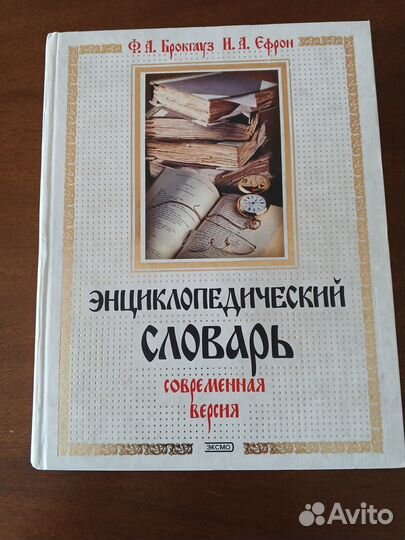 Ф. А. Брокгауз И. А. Ефрон
ЭНЦИКЛОПЕДИЧЕСКИЙ
СЛОВАРЬ
СОВРЕМЕННАЯ
ВЕРСИЯ
ЭКСМО
Avito